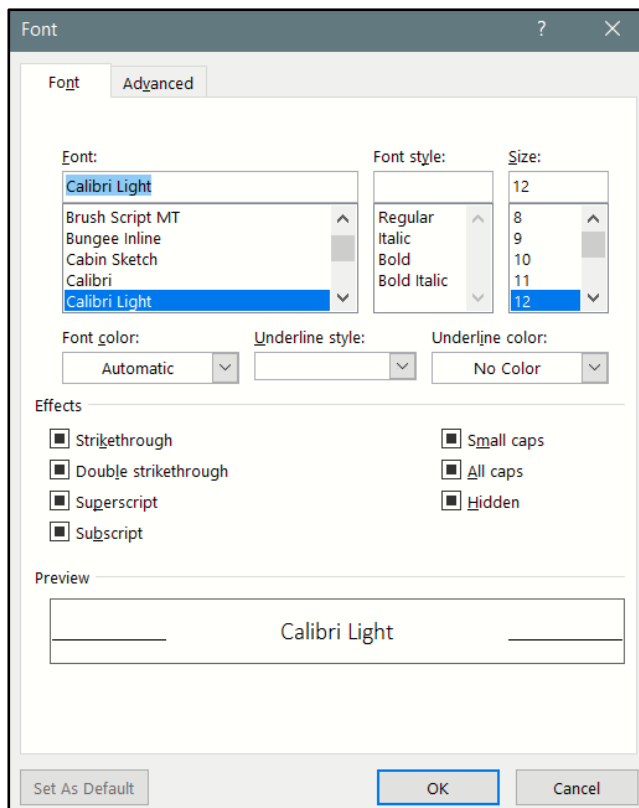 Font ?
Font Advanced
Font: Font style: Size:
Calibri Light 12
Brush Script MT Regular 8
Bungee Inline Italic 9
Cabin Sketch Bold 10
Calibri Bold Italic 11
Calibri Light 12
Font color: Underline style: Underline color:
Automatic No Color
Effects
Strikethrough Small caps
Double strikethrough All caps
Superscript Hidden
Subscript
Preview
Calibri Light
Set As Default OK Cancel